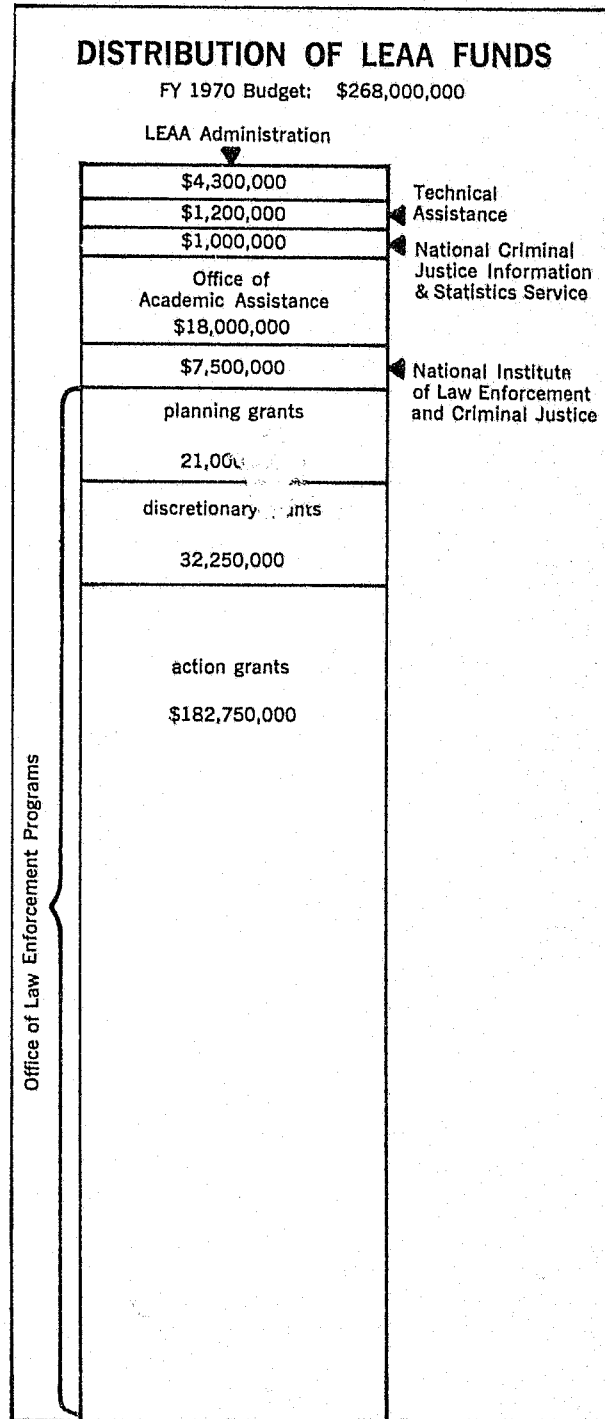 DISTRIBUTION OF LEAA FUNDS
FY 1970 Budget: $268,000,000
LEAA Administration
$4,300,000
$1,200,000
Technical
Assistance
$1,000,000
National Criminal
Justice Information
& Statistics Service
Office of
Academic Assistance
$18,000,000
$7,500,000
National Institute
of Law Enforcement
and Criminal Justice
Office of Law Enforcement Programs
planning grants
discretionary
32,250,000
action grants
$182,750,000